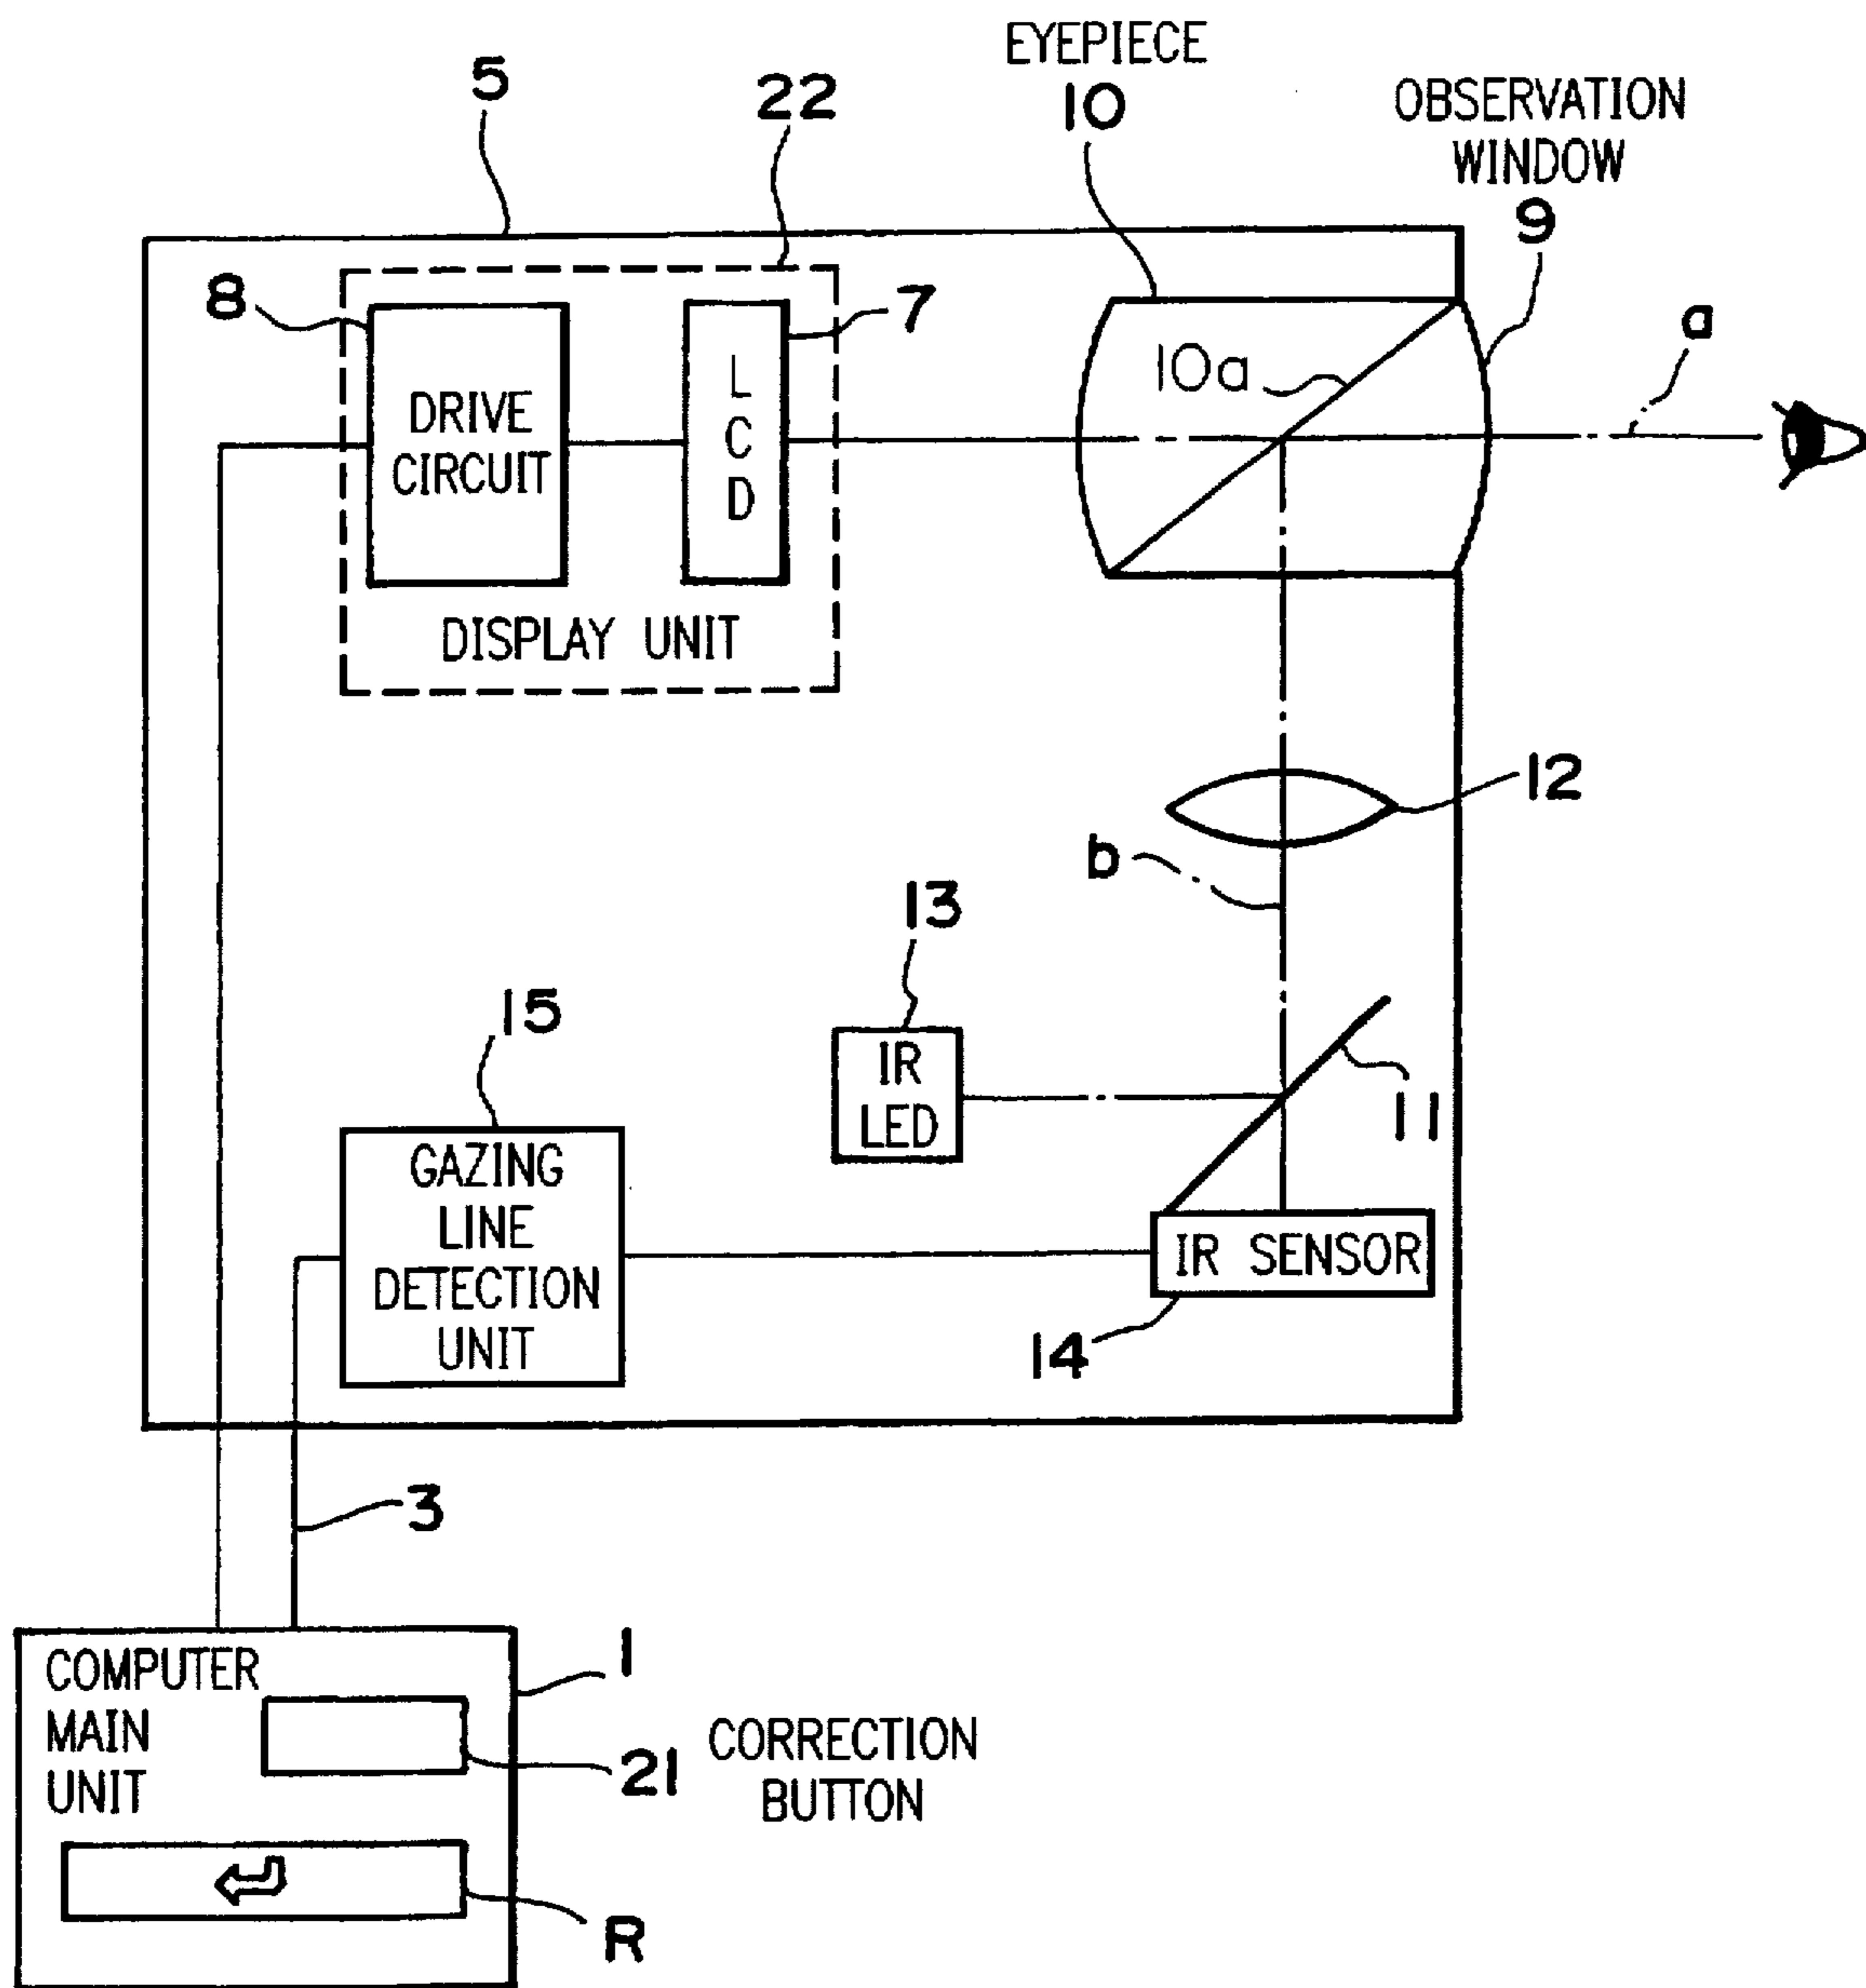 EYEPIECE
10
OBSERVATION
WINDOW
9
5
22
8
7
DRIVE
CIRCUIT
L
C
D
10a
a
DISPLAY UNIT
12
b
13
IR
LED
11
15
GAZING
LINE
DETECTION
UNIT
IR SENSOR
14
3
COMPUTER
MAIN
UNIT
1
21
CORRECTION
BUTTON
R